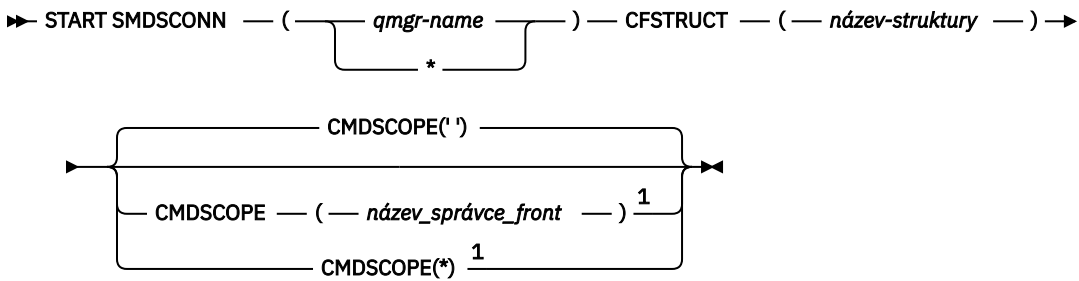 START SMDSCONN ( qmgr-name ) CFSTRUCT ( název-struktury )
*
CMDSCOPE(' ')
CMDSCOPE ( název_správce_front ) 1
CMDSCOPE(*) 1